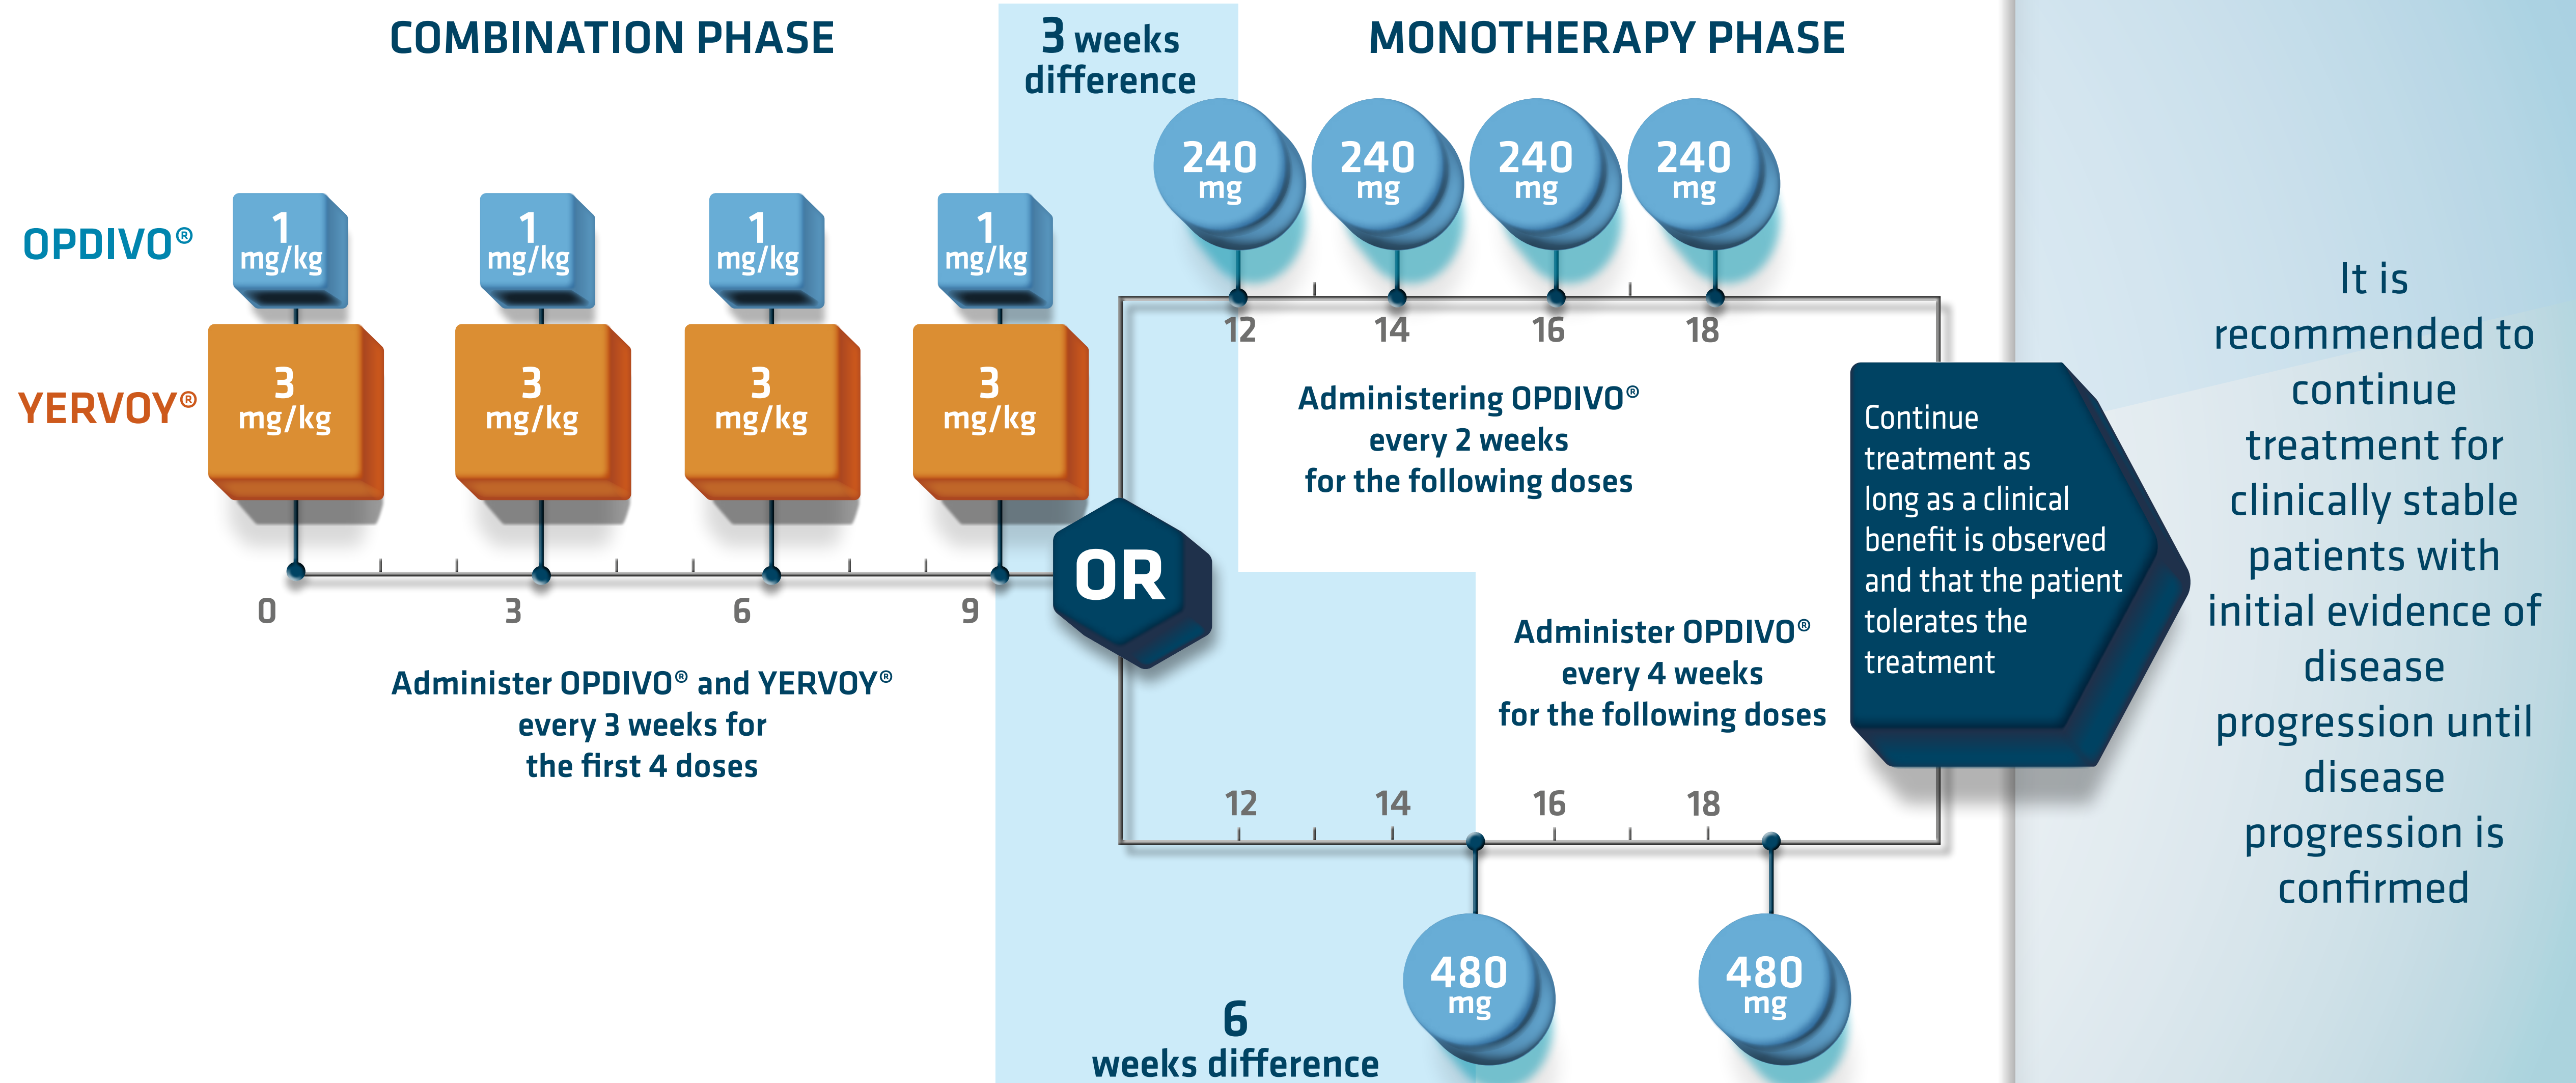 COMBINATION PHASE
3 weeks
difference
MONOTHERAPY PHASE
OPDIVO®
1
mg/kg
1
mg/kg
1
mg/kg
1
mg/kg
YERVOY®
3
mg/kg
3
mg/kg
3
mg/kg
3
mg/kg
0
3
6
9
Administer OPDIVO® and YERVOY®
every 3 weeks for
the first 4 doses
OR
240
mg
240
mg
240
mg
240
mg
12
14
16
18
Administering OPDIVO®
every 2 weeks
for the following doses
Administer OPDIVO®
every 4 weeks
for the following doses
12
14
16
18
480
mg
480
mg
6
weeks difference
Continue
treatment as
long as a clinical
benefit is observed
and that the patient
tolerates the
treatment
It is
recommended to
continue
treatment for
clinically stable
patients with
initial evidence of
disease
progression until
disease
progression is
confirmed